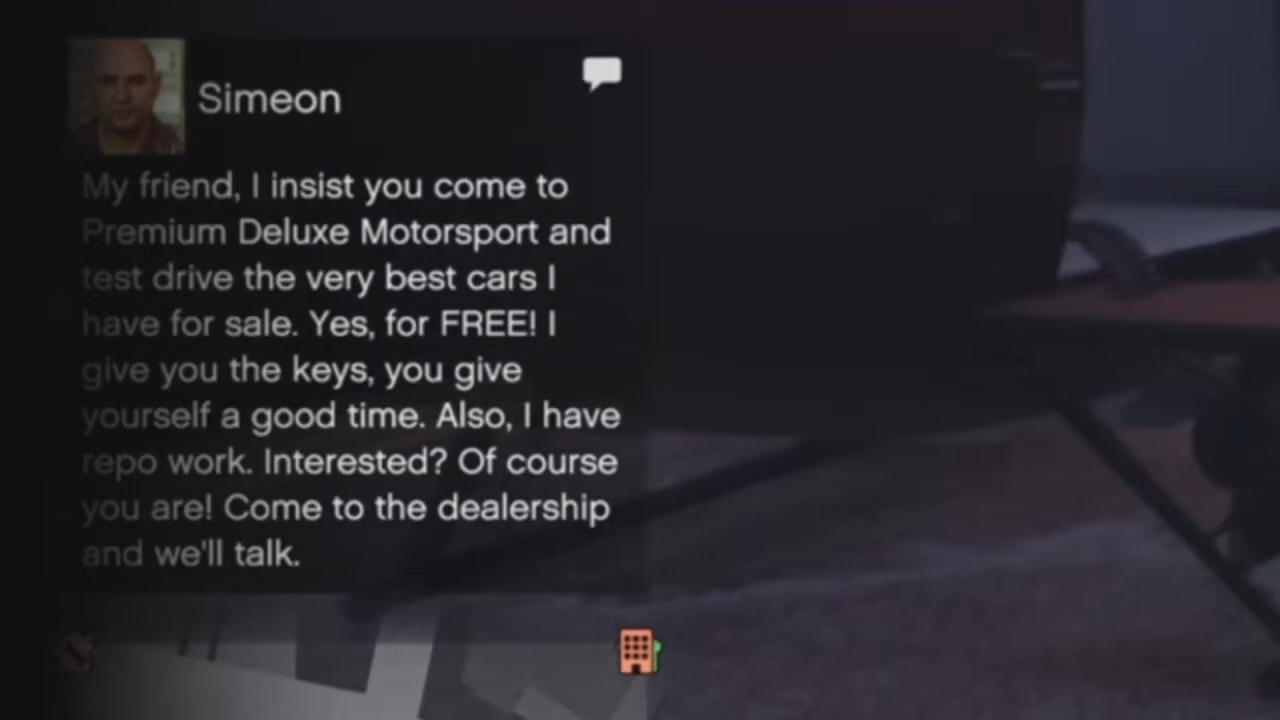 Simeon
My friend, I insist you come to
Premium Deluxe Motorsport and
test drive the very best cars I
have for sale. Yes, for FREE! I
give you the keys, you give
yourself a good time. Also, I have
repo work. Interested? Of course
you are! Come to the dealership
and we'll talk.